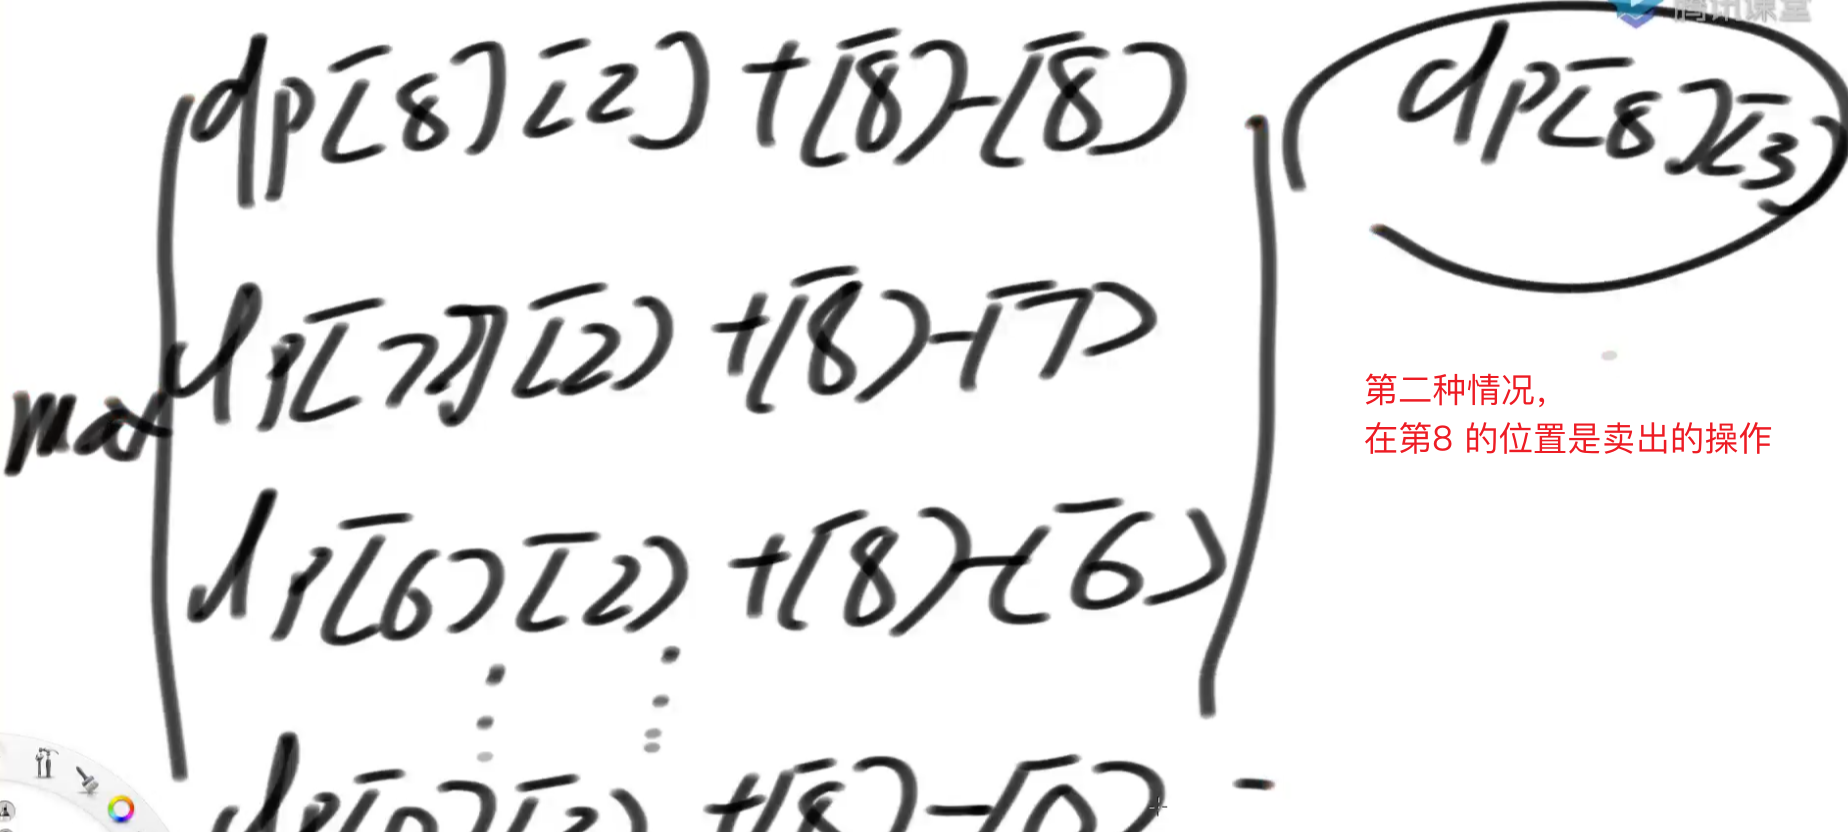 腾讯课堂
dp[8][2] + [8] - [8]
dp[8][3]
dp[7][2] + [8] - [7]
第二种情况,
在第8 的位置是卖出的操作
max
dp[6][2] + [8] - [6]
dp[0][2] + [8] - [0]